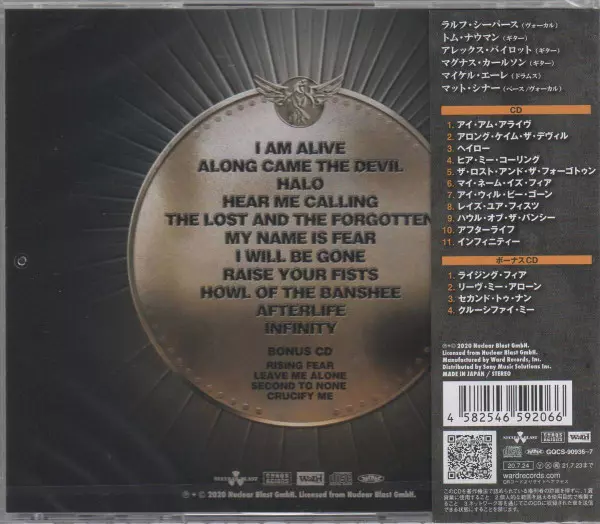 I AM ALIVE
ALONG CAME THE DEVIL
HALO
HEAR ME CALLING
THE LOST AND THE FORGOTTEN
MY NAME IS FEAR
I WILL BE GONE
RAISE YOUR FISTS
HOWL OF THE BANSHEE
AFTERLIFE
INFINITY
BONUS CD
RISING FEAR
LEAVE ME ALONE
SECOND TO NONE
CRUCIFY ME
NUCLEAR BLAST
Ward
℗ + © 2020 Nuclear Blast GmbH. Licensed from Nuclear Blast GmbH.
ラルフ・シーパース (ヴォーカル)
トム・ナウマン (ギター)
アレックス・バイロット (ギター)
マグナス・カールソン (ギター)
マイケル・エーレ (ドラムス)
マット・シナー (ベース/ヴォーカル)
CD
1. アイ・アム・アライヴ
2. アロング・ケイム・ザ・デヴィル
3. ヘイロー
4. ヒア・ミー・コーリング
5. ザ・ロスト・アンド・ザ・フォーゴトゥン
6. マイ・ネーム・イズ・フィア
7. アイ・ウィル・ビー・ゴーン
8. レイズ・ユア・フィスツ
9. ハウル・オブ・ザ・バンシー
10. アフターライフ
11. インフィニティー
ボーナスCD
1. ライジング・フィア
2. リーヴ・ミー・アローン
3. セカンド・トゥ・ナン
4. クルーシファイ・ミー
℗ + © 2020 Nuclear Blast GmbH.
Licensed from Nuclear Blast GmbH.
Manufactured by Ward Records, Inc.
Distributed by Sony Music Solutions Inc.
MADE IN JAPAN / STEREO
4 582546 592066
NUCLEAR BLAST
Ward
GQCS-90935~7
20.7.24
21.7.23まで
wardrecords.com